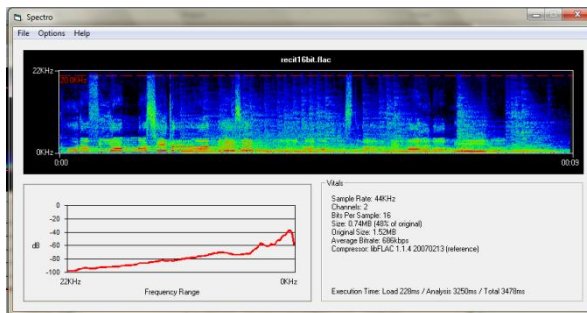 Spectro
File Options Help
recit16bit.flac
22KHz
20.0KHz
0KHz
0:00 0:09
0
-20
-40
-60
-80
-100
dB
22KHz 0KHz
Frequency Range
Vitals
Sample Rate: 44KHz
Channels: 2
Bits Per Sample: 16
Size: 0.74MB (48% of original)
Original Size: 1.52MB
Average Bitrate: 686kbps
Compressor: libFLAC 1.1.4 20070213 (reference)
Execution Time: Load 228ms / Analysis 3250ms / Total 3478ms